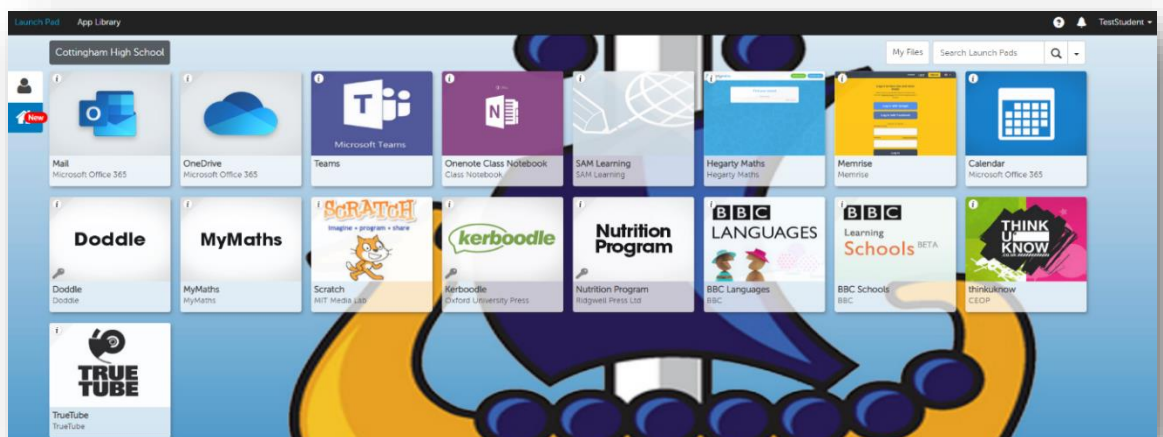 Launch Pad App Library TestStudent
Cottingham High School My Files Search Launch Pads
New
Microsoft Teams
Mail OneDrive Teams Onenote Class Notebook SAM Learning Hegarty Maths Memrise Calendar
Microsoft Office 365 Microsoft Office 365 Class Notebook SAM Learning Hegarty Maths Memrise Microsoft Office 365
Doddle
MyMaths
SCRATCH
imagine • program • share
kerboodle
Nutrition
Program
BBC
LANGUAGES
BBC
Learning
Schools BETA
THINK
U
KNOW
Doddle MyMaths Scratch Kerboodle Nutrition Program BBC Languages BBC Schools thinkuknow
Doddle MyMaths MIT Media Lab Oxford University Press Ridgwell Press Ltd BBC BBC CEOP
TRUE
TUBE
TrueTube
TrueTube